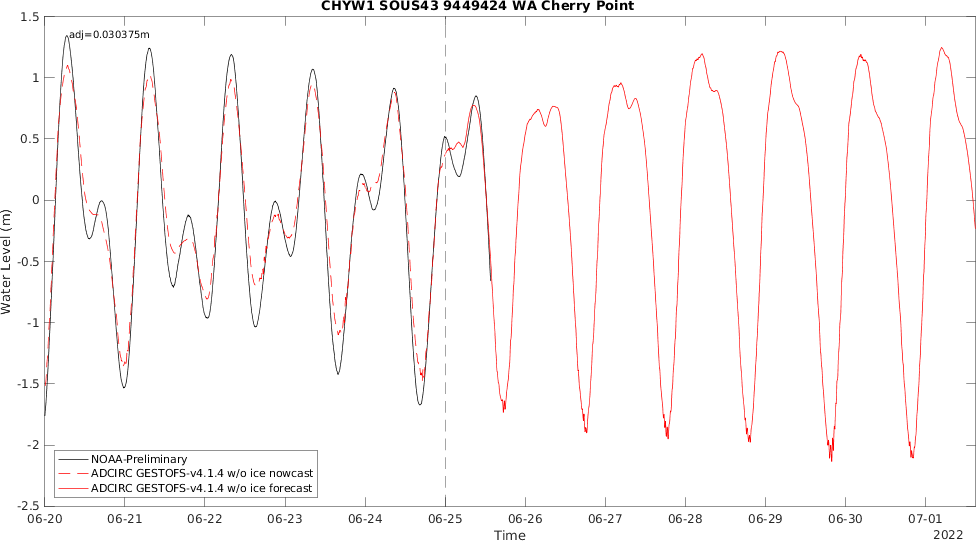 CHYW1 SOUS43 9449424 WA Cherry Point
adj=0.030375m
1.5
1
0.5
0
-0.5
-1
-1.5
-2
-2.5
Water Level (m)
NOAA-Preliminary
ADCIRC GESTOFS-v4.1.4 w/o ice nowcast
ADCIRC GESTOFS-v4.1.4 w/o ice forecast
06-20 06-21 06-22 06-23 06-24 06-25 06-26 06-27 06-28 06-29 06-30 07-01
Time
2022